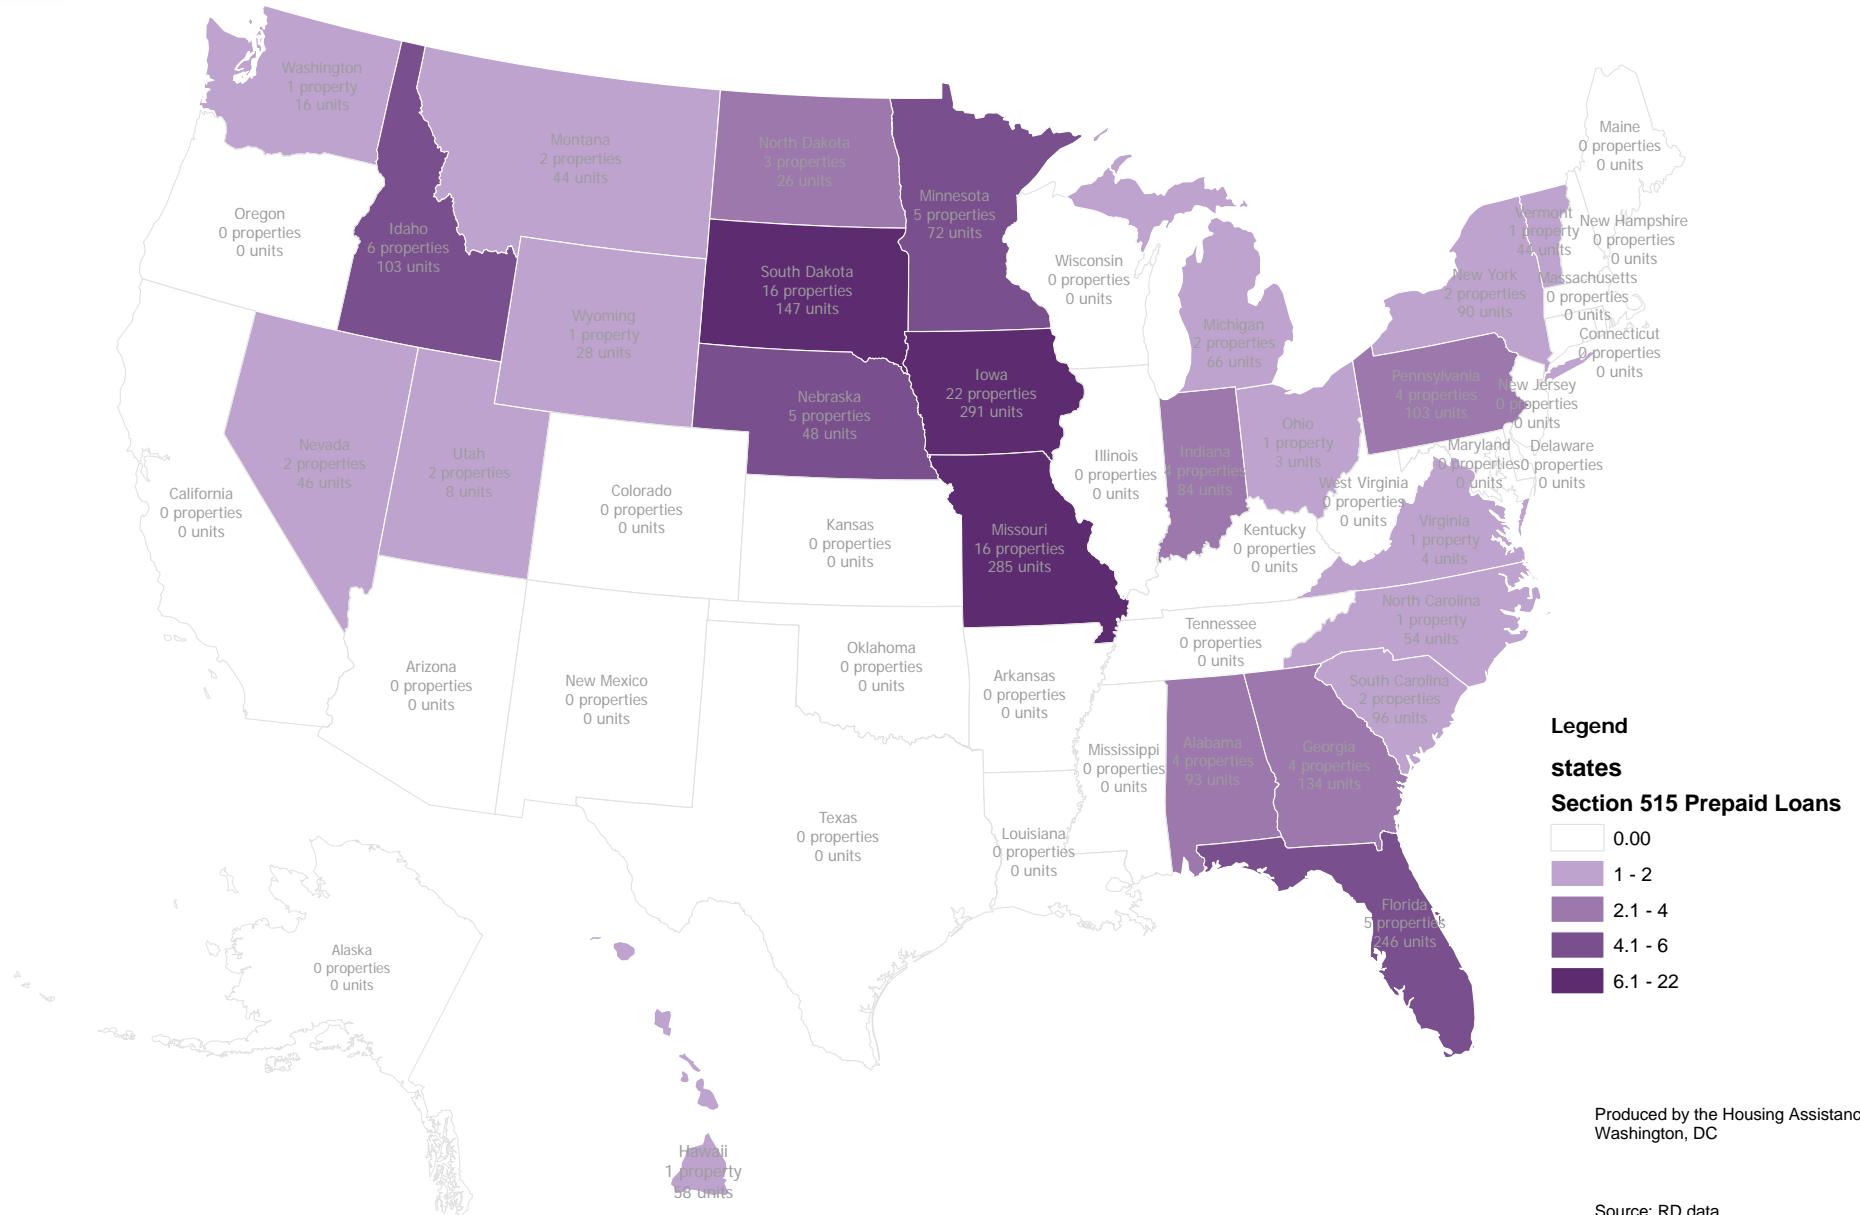 Washington
1 property
16 units
Montana
2 properties
44 units
North Dakota
3 properties
26 units
Minnesota
5 properties
72 units
Maine
0 properties
0 units
Oregon
0 properties
0 units
Idaho
6 properties
103 units
South Dakota
16 properties
147 units
Wisconsin
0 properties
0 units
Vermont
1 property
44 units
New Hampshire
0 properties
0 units
Wyoming
1 property
28 units
Michigan
2 properties
66 units
New York
2 properties
90 units
Massachusetts
0 properties
0 units
Connecticut
0 properties
0 units
Nebraska
5 properties
48 units
Iowa
22 properties
291 units
Pennsylvania
4 properties
103 units
New Jersey
0 properties
0 units
Nevada
2 properties
46 units
Utah
2 properties
8 units
Illinois
0 properties
0 units
Indiana
4 properties
84 units
Ohio
1 property
3 units
Maryland
0 properties
0 units
Delaware
0 properties
0 units
California
0 properties
0 units
Colorado
0 properties
0 units
Kansas
0 properties
0 units
Missouri
16 properties
285 units
Kentucky
0 properties
0 units
West Virginia
0 properties
0 units
Virginia
1 property
4 units
North Carolina
1 property
54 units
Tennessee
0 properties
0 units
Arizona
0 properties
0 units
New Mexico
0 properties
0 units
Oklahoma
0 properties
0 units
Arkansas
0 properties
0 units
South Carolina
2 properties
96 units
Mississippi
0 properties
0 units
Alabama
4 properties
93 units
Georgia
4 properties
134 units
Texas
0 properties
0 units
Louisiana
0 properties
0 units
Florida
5 properties
246 units
Alaska
0 properties
0 units
Hawaii
1 property
58 units
Legend
states
Section 515 Prepaid Loans
0.00
1 - 2
2.1 - 4
4.1 - 6
6.1 - 22
Produced by the Housing Assistanc
Washington, DC
Source: RD data